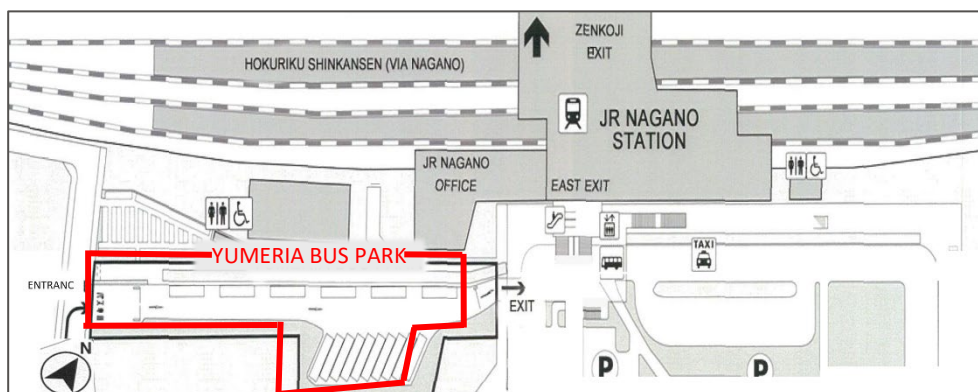 ZENKOJI
EXIT
HOKURIKU SHINKANSEN (VIA NAGANO)
JR NAGANO
STATION
JR NAGANO
OFFICE
EAST EXIT
YUMERIA BUS PARK
TAXI
ENTRANC
EXIT
N
P
P